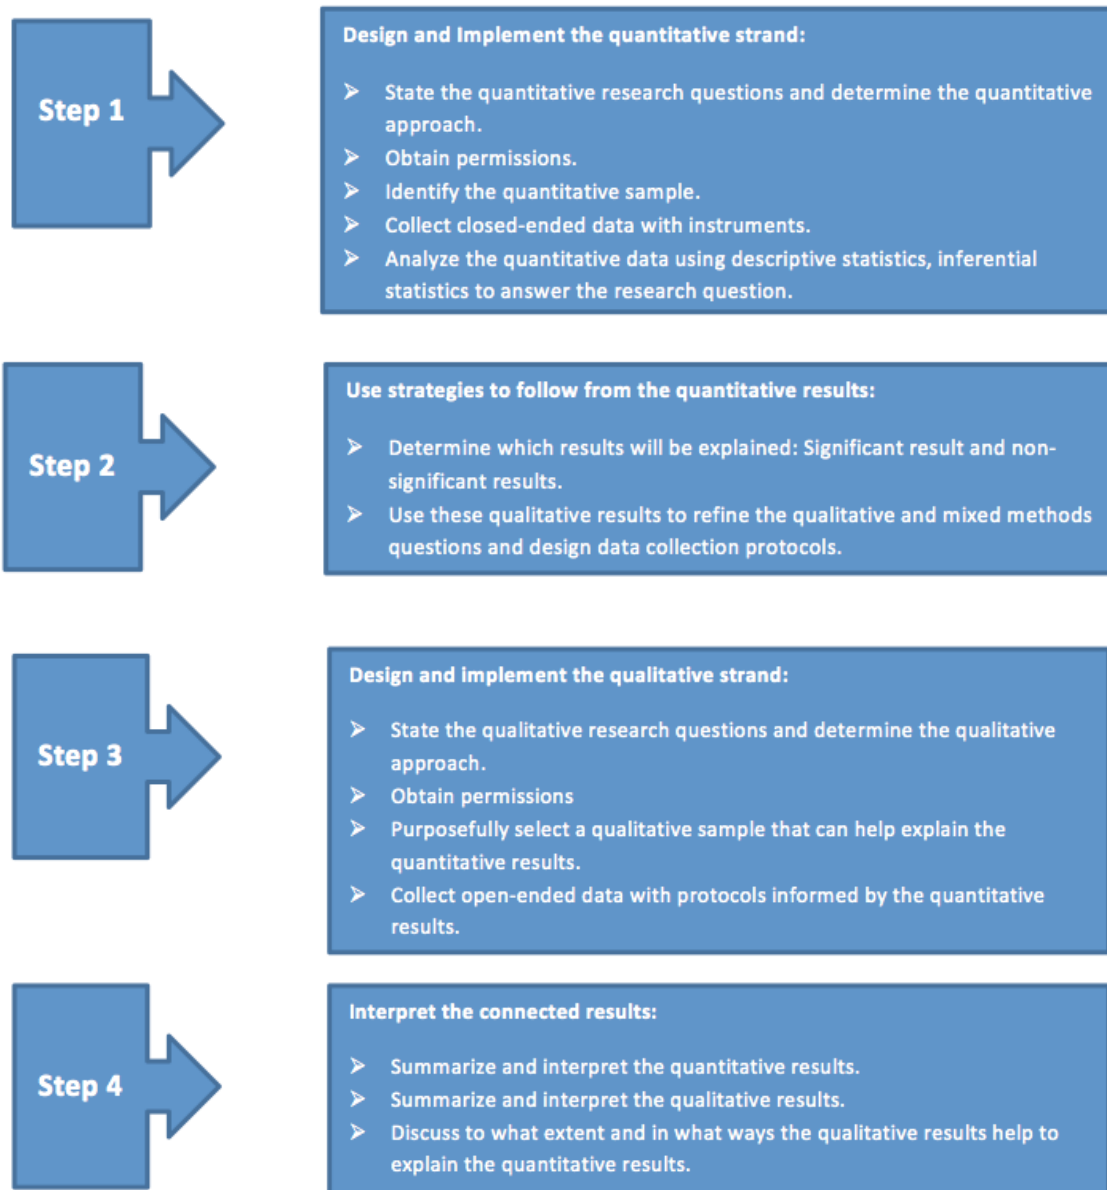 Step 1
Design and Implement the quantitative strand:
➢ State the quantitative research questions and determine the quantitative
approach.
➢ Obtain permissions.
➢ Identify the quantitative sample.
➢ Collect closed-ended data with instruments.
➢ Analyze the quantitative data using descriptive statistics, inferential
statistics to answer the research question.
Step 2
Use strategies to follow from the quantitative results:
➢ Determine which results will be explained: Significant result and non-
significant results.
➢ Use these qualitative results to refine the qualitative and mixed methods
questions and design data collection protocols.
Step 3
Design and implement the qualitative strand:
➢ State the qualitative research questions and determine the qualitative
approach.
➢ Obtain permissions
➢ Purposefully select a qualitative sample that can help explain the
quantitative results.
➢ Collect open-ended data with protocols informed by the quantitative
results.
Step 4
Interpret the connected results:
➢ Summarize and interpret the quantitative results.
➢ Summarize and interpret the qualitative results.
➢ Discuss to what extent and in what ways the qualitative results help to
explain the quantitative results.